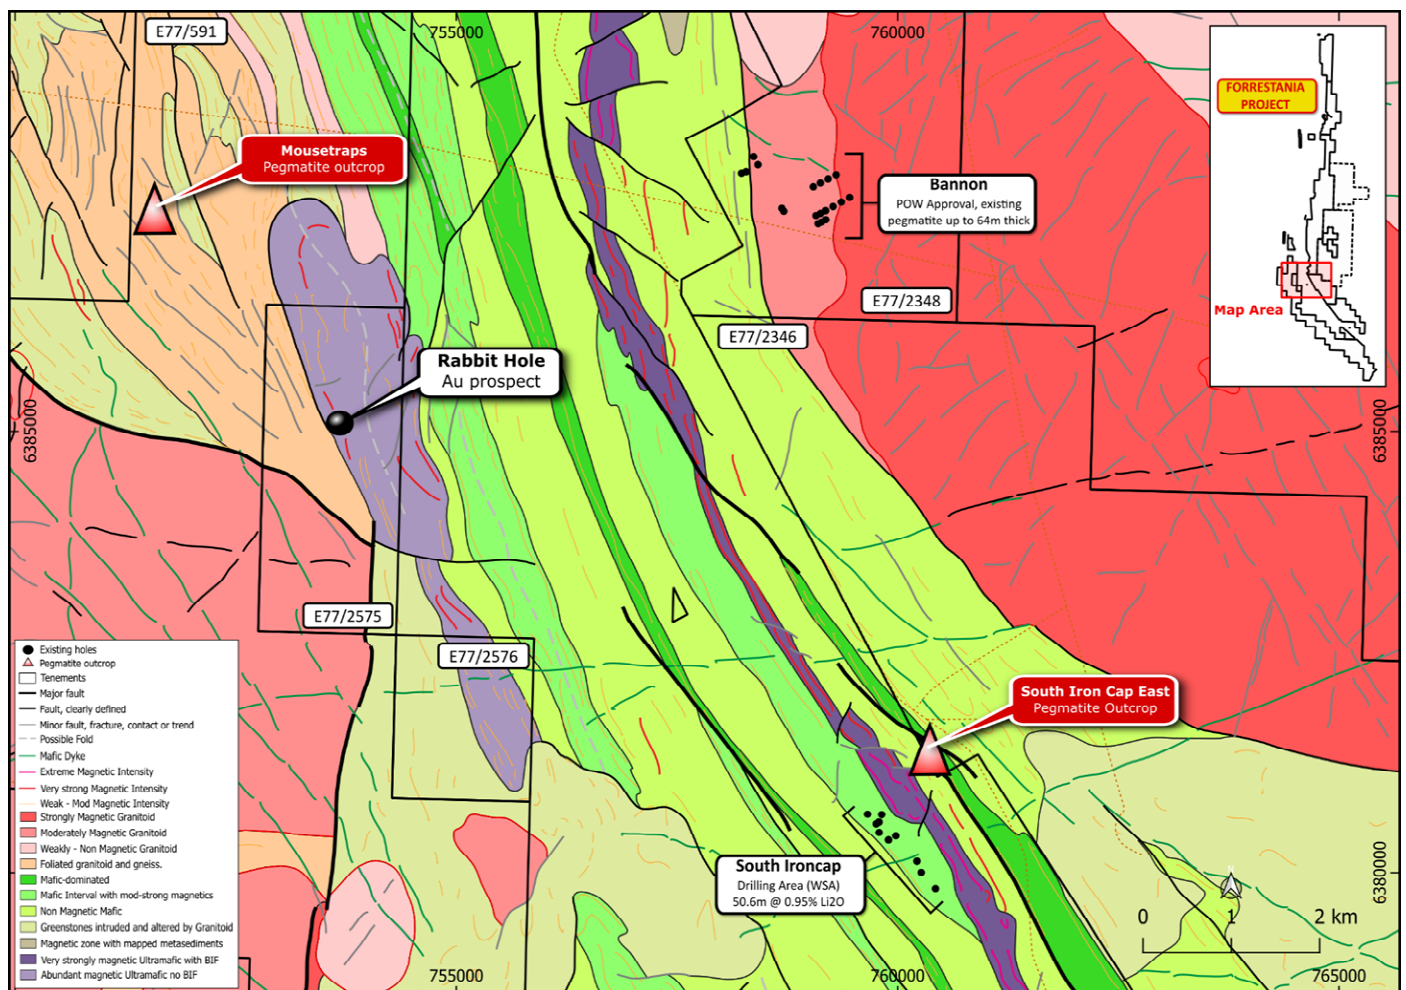 E77/591
755000
760000
FORRESTANIA
PROJECT
Map Area
Mousetraps
Pegmatite outcrop
Bannon
POW Approval, existing
pegmatite up to 64m thick
E77/2348
E77/2346
Rabbit Hole
Au prospect
6385000
6385000
E77/2575
E77/2576
South Iron Cap East
Pegmatite Outcrop
South Ironcap
Drilling Area (WSA)
50.6m @ 0.95% Li2O
6380000
N
0
1
2 km
755000
760000
765000
Existing holes
Pegmatite outcrop
Tenements
Major fault
Fault, clearly defined
Minor fault, fracture, contact or trend
Possible Fold
Mafic Dyke
Extreme Magnetic Intensity
Very strong Magnetic Intensity
Weak - Mod Magnetic Intensity
Strongly Magnetic Granitoid
Moderately Magnetic Granitoid
Weakly - Non Magnetic Granitoid
Foliated granitoid and gneiss.
Mafic-dominated
Mafic Interval with mod-strong magnetics
Non Magnetic Mafic
Greenstones intruded and altered by Granitoid
Magnetic zone with mapped metasediments
Very strongly magnetic Ultramafic with BIF
Abundant magnetic Ultramafic no BIF